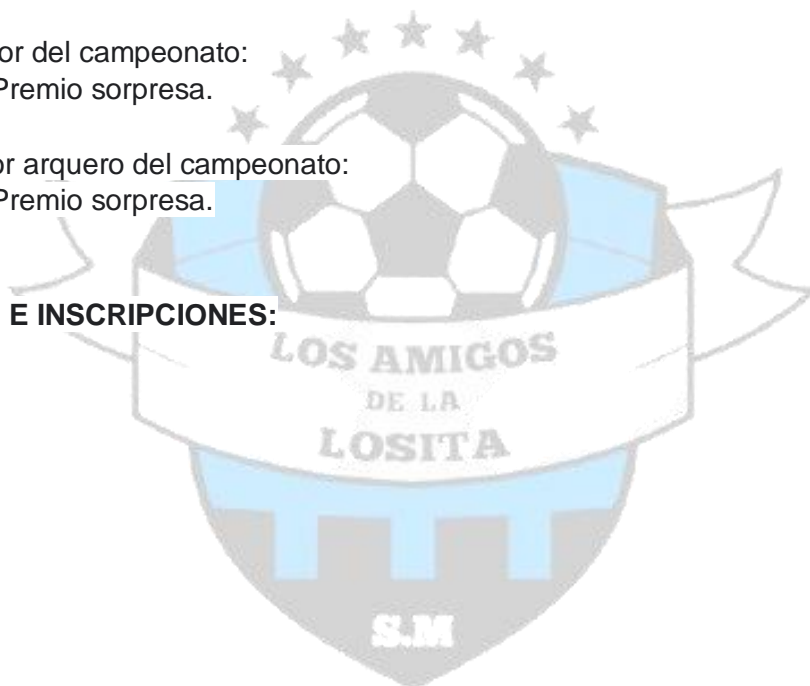 or del campeonato:
Premio sorpresa.
or arquero del campeonato:
Premio sorpresa.
E INSCRIPCIONES:
LOS AMIGOS
DE LA
LOSITA
S.M